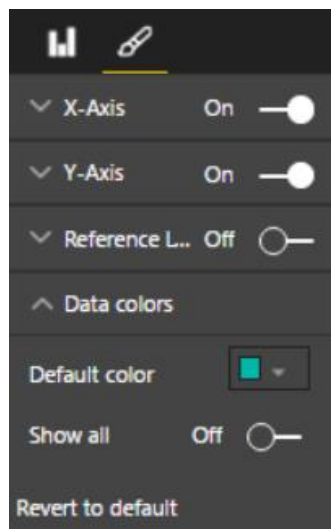 X-Axis On
Y-Axis On
Reference L... Off
Data colors
Default color
Show all Off
Revert to default